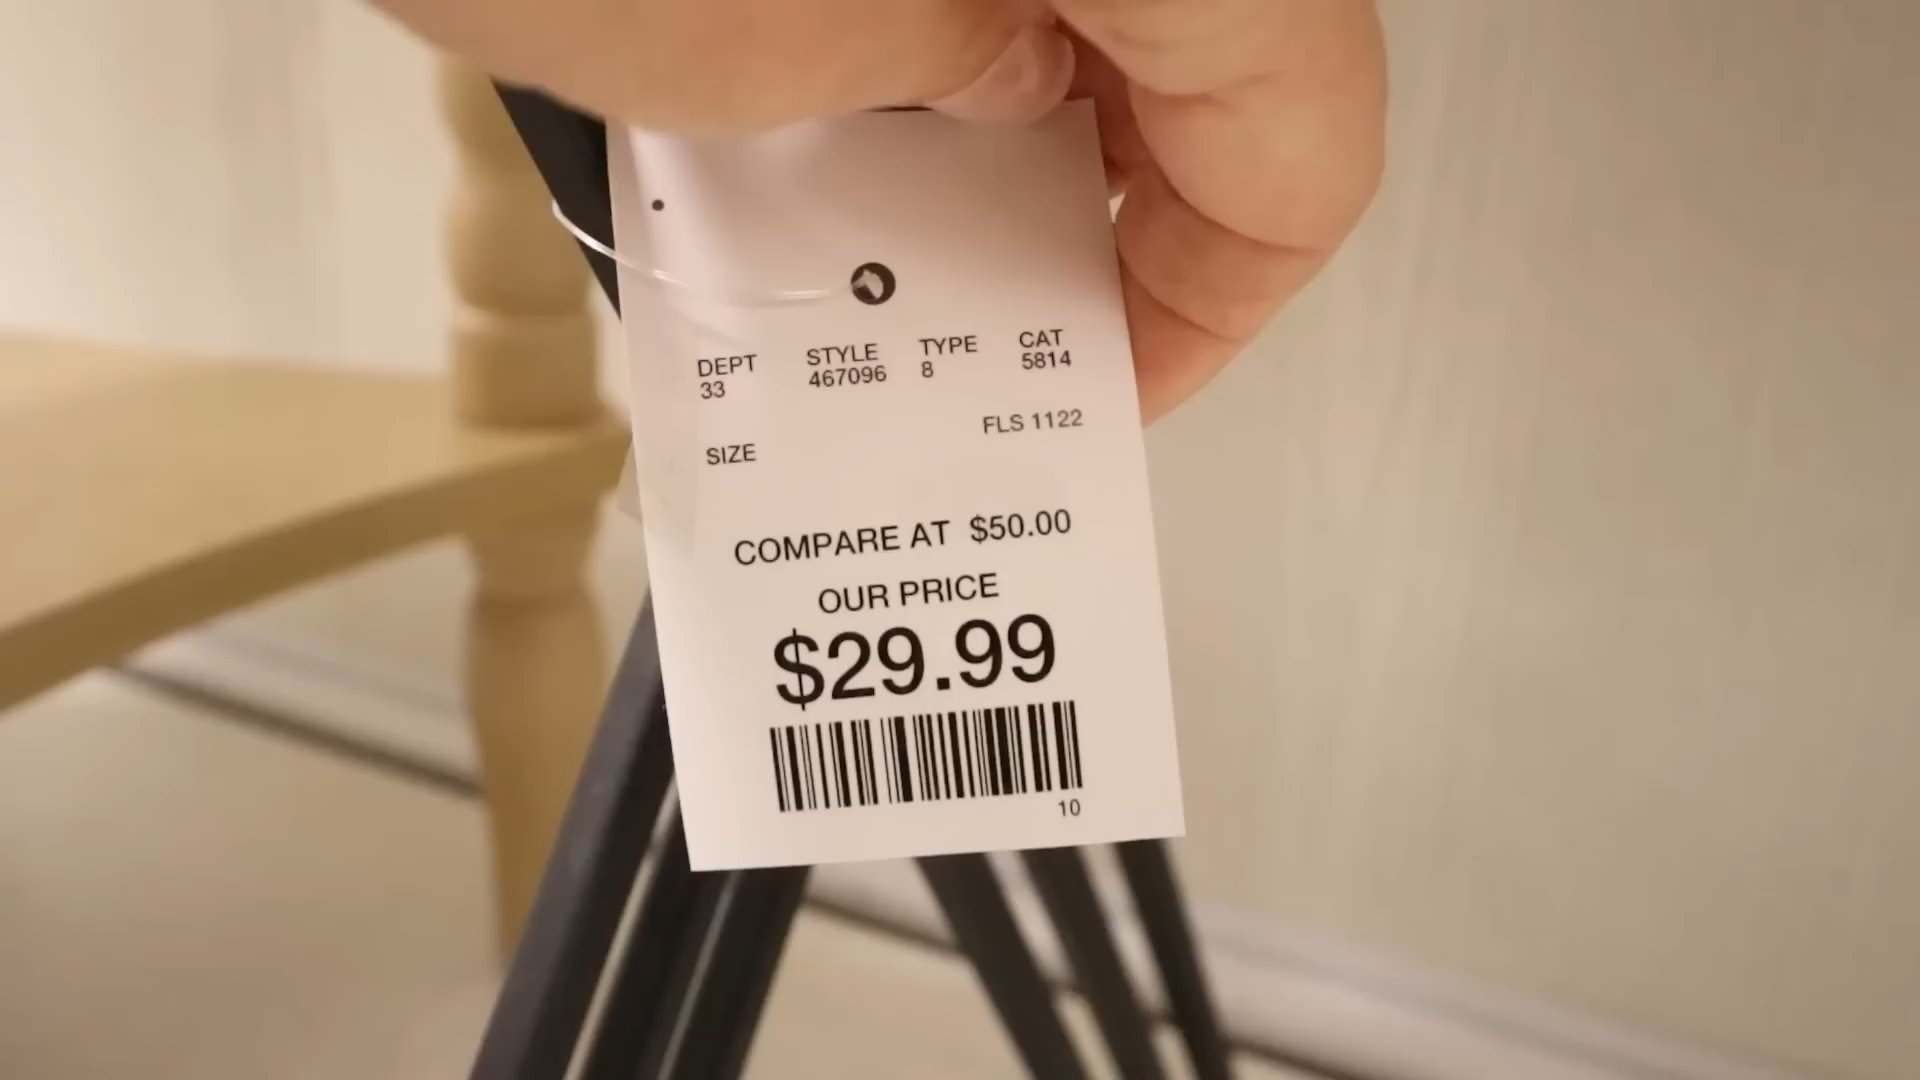 DEPT STYLE TYPE CAT
33 467096 8 5814
FLS 1122
SIZE
COMPARE AT $50.00
OUR PRICE
$29.99
10